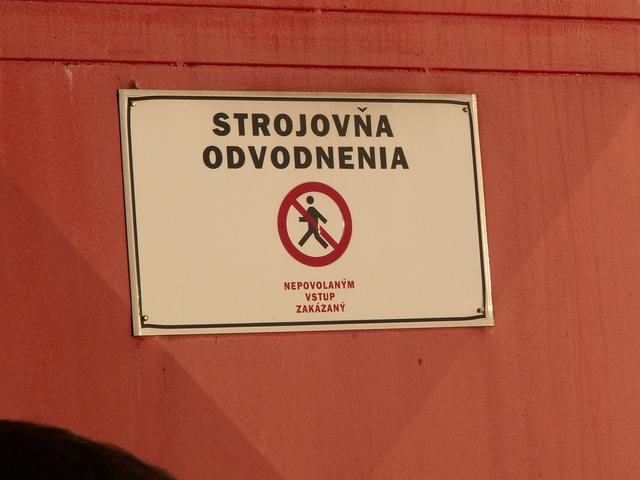 STROJOVŇA
ODVODNENIA
NEPOVOLANÝM
VSTUP
ZAKÁZANÝ